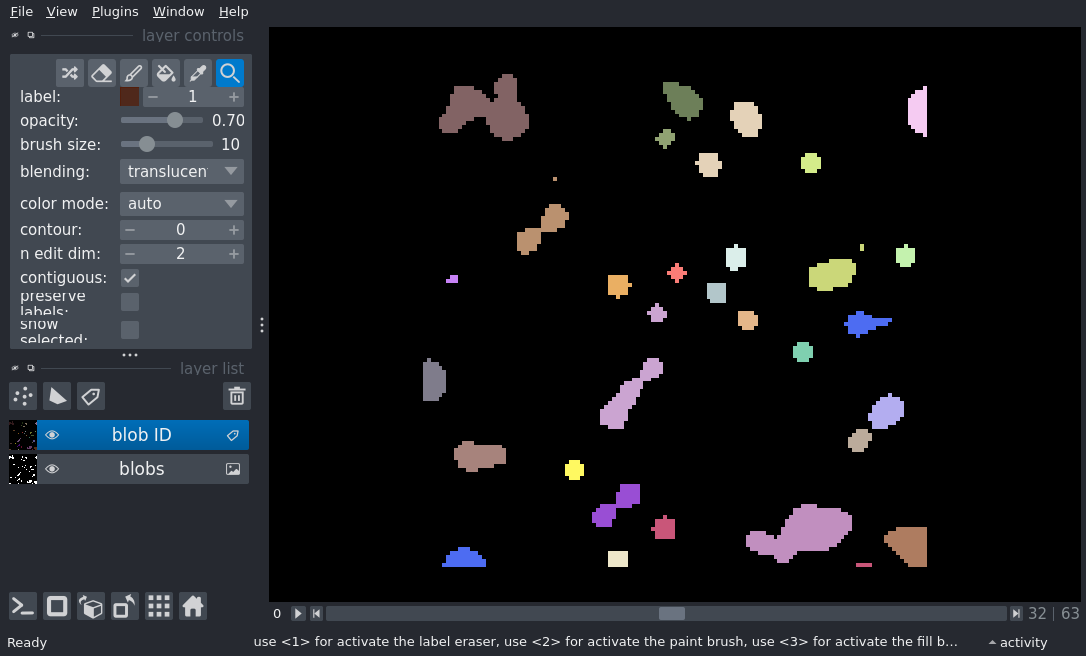 File View Plugins Window Help
layer controls
label: 1
opacity: 0.70
brush size: 10
blending: translucen
color mode: auto
contour: 0
n edit dim: 2
contiguous:
preserve
labels:
show
selected:
layer list
blob ID
blobs
0 32 63
Ready use <1> for activate the label eraser, use <2> for activate the paint brush, use <3> for activate the fill b... activity